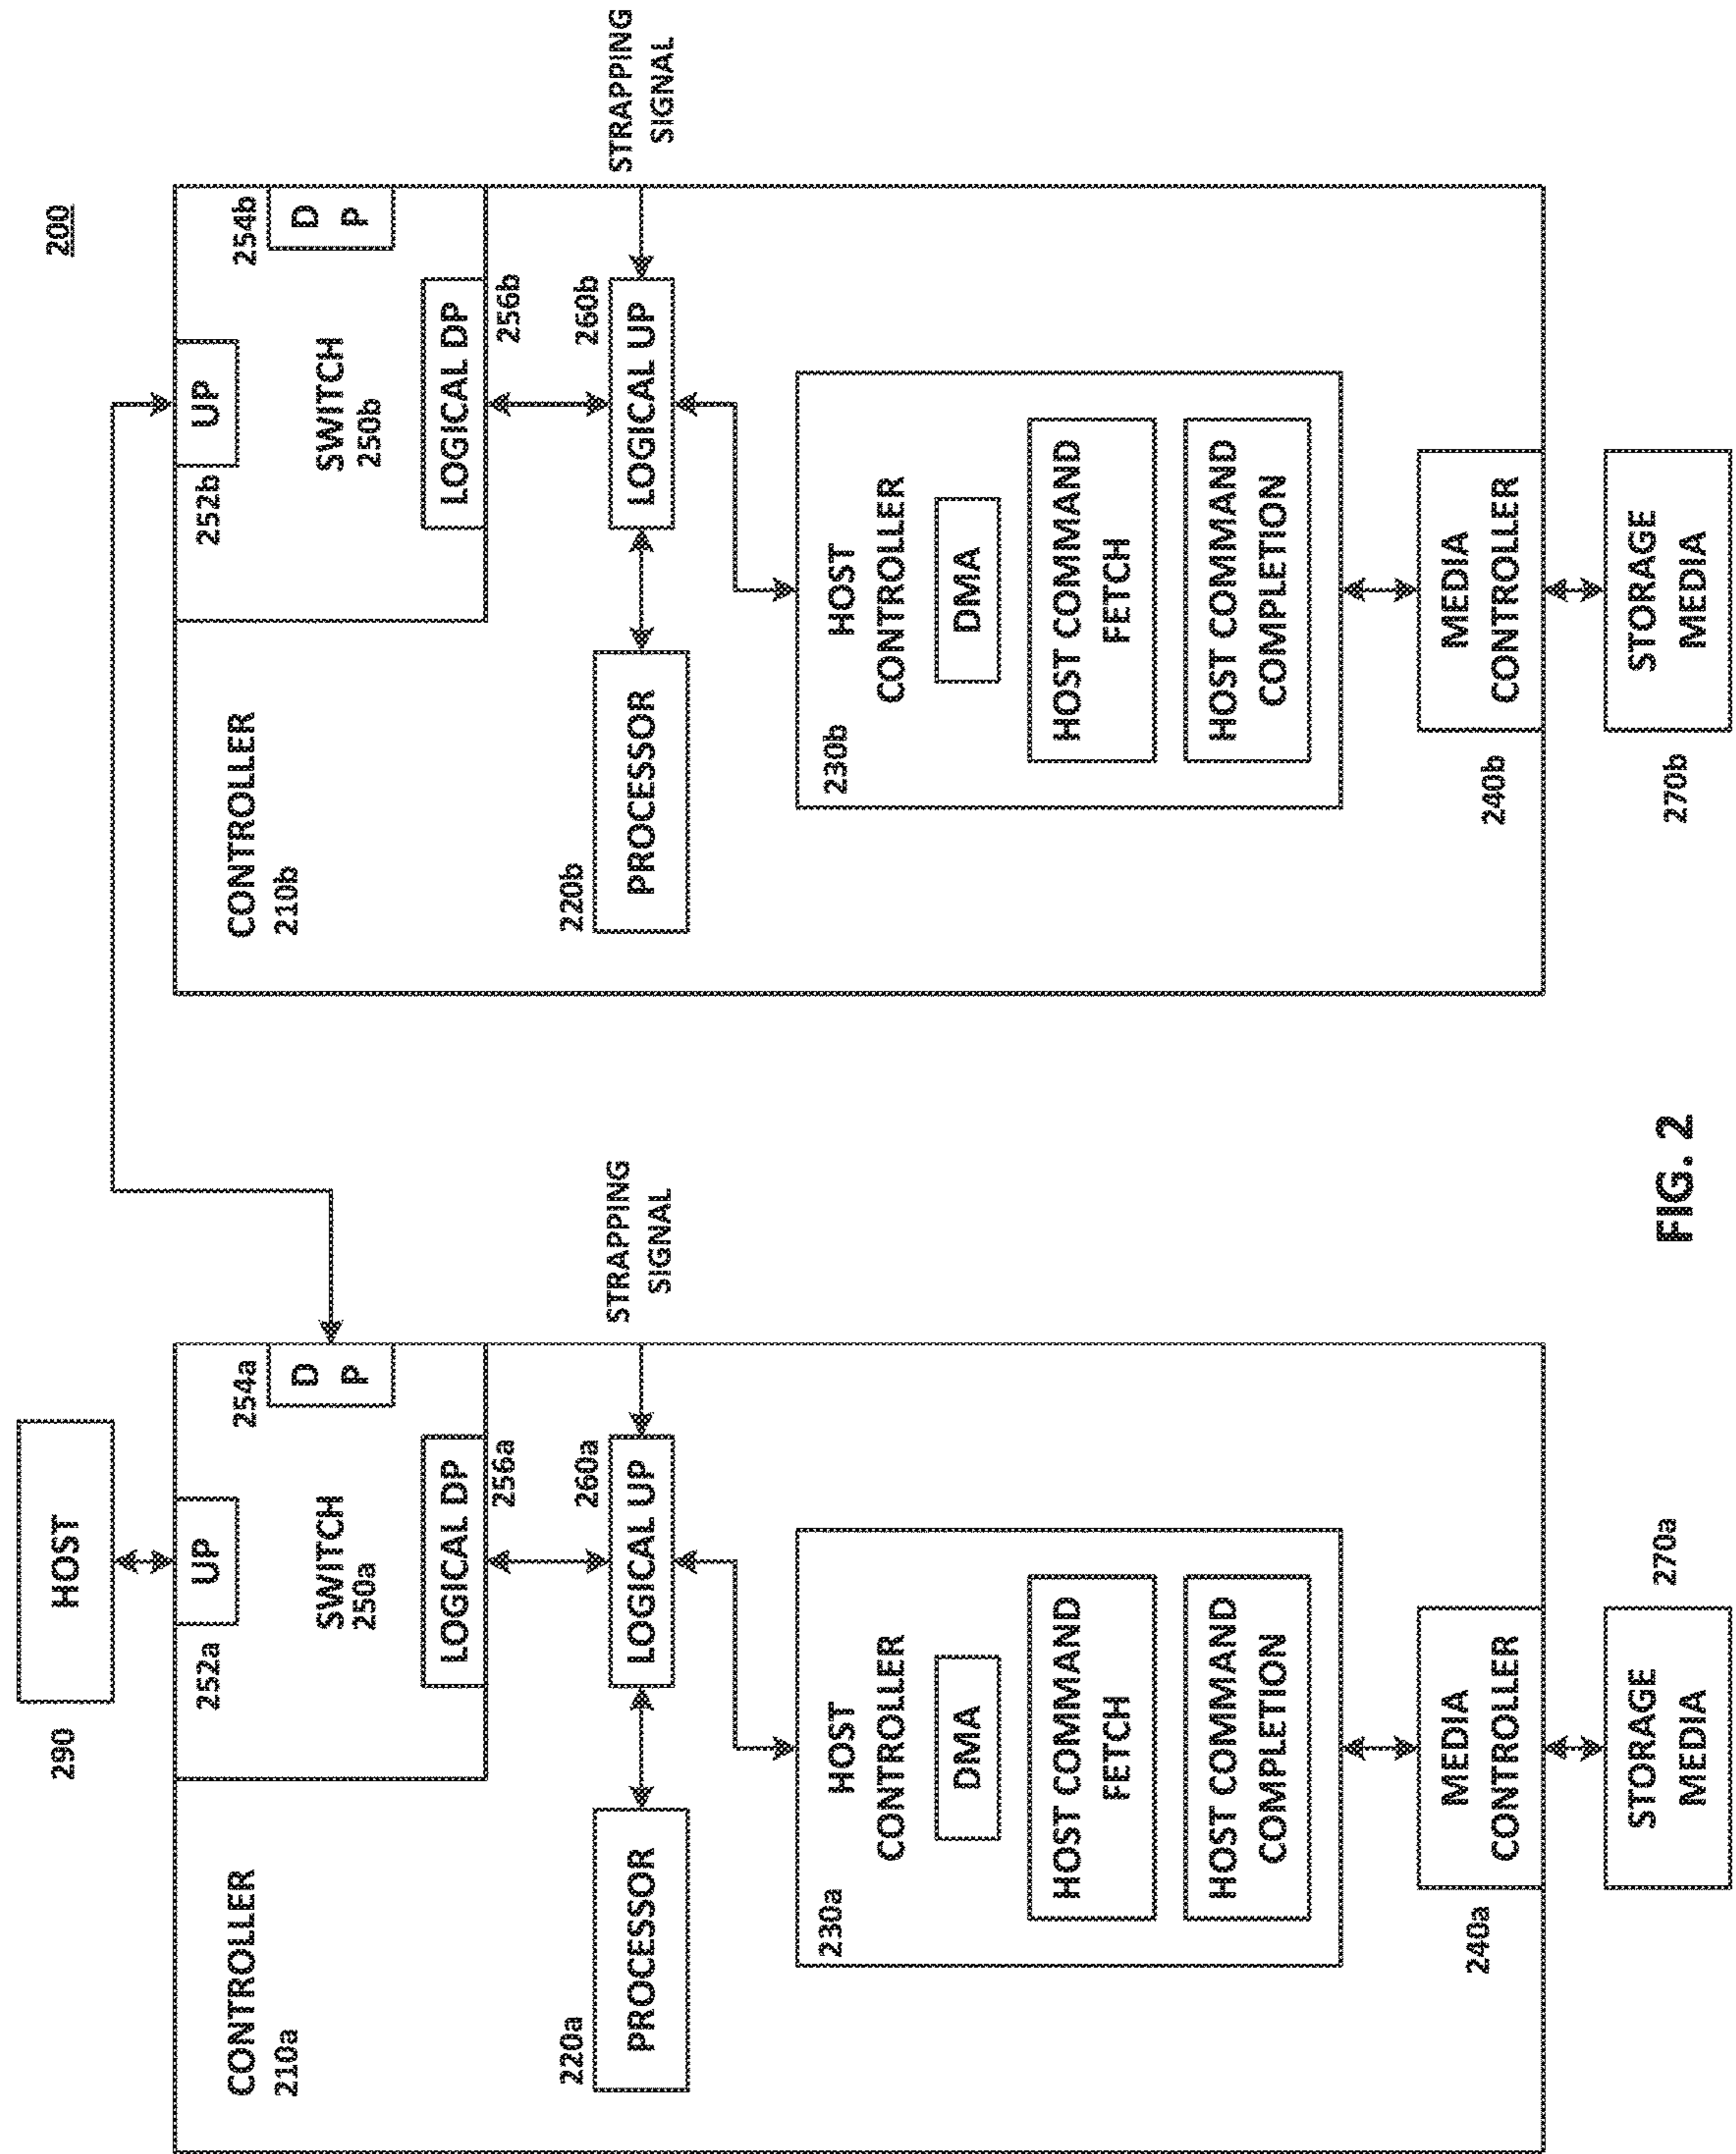 200
290
HOST
CONTROLLER
210a
252a
UP
254a
D
P
SWITCH
250a
LOGICAL DP
256a
220a
PROCESSOR
260a
LOGICAL UP
STRAPPING
SIGNAL
230a
HOST
CONTROLLER
DMA
HOST COMMAND
FETCH
HOST COMMAND
COMPLETION
240a
MEDIA
CONTROLLER
STORAGE
MEDIA
270a
CONTROLLER
210b
252b
UP
254b
D
P
SWITCH
250b
LOGICAL DP
256b
220b
PROCESSOR
260b
LOGICAL UP
STRAPPING
SIGNAL
230b
HOST
CONTROLLER
DMA
HOST COMMAND
FETCH
HOST COMMAND
COMPLETION
240b
MEDIA
CONTROLLER
270b
STORAGE
MEDIA
FIG. 2